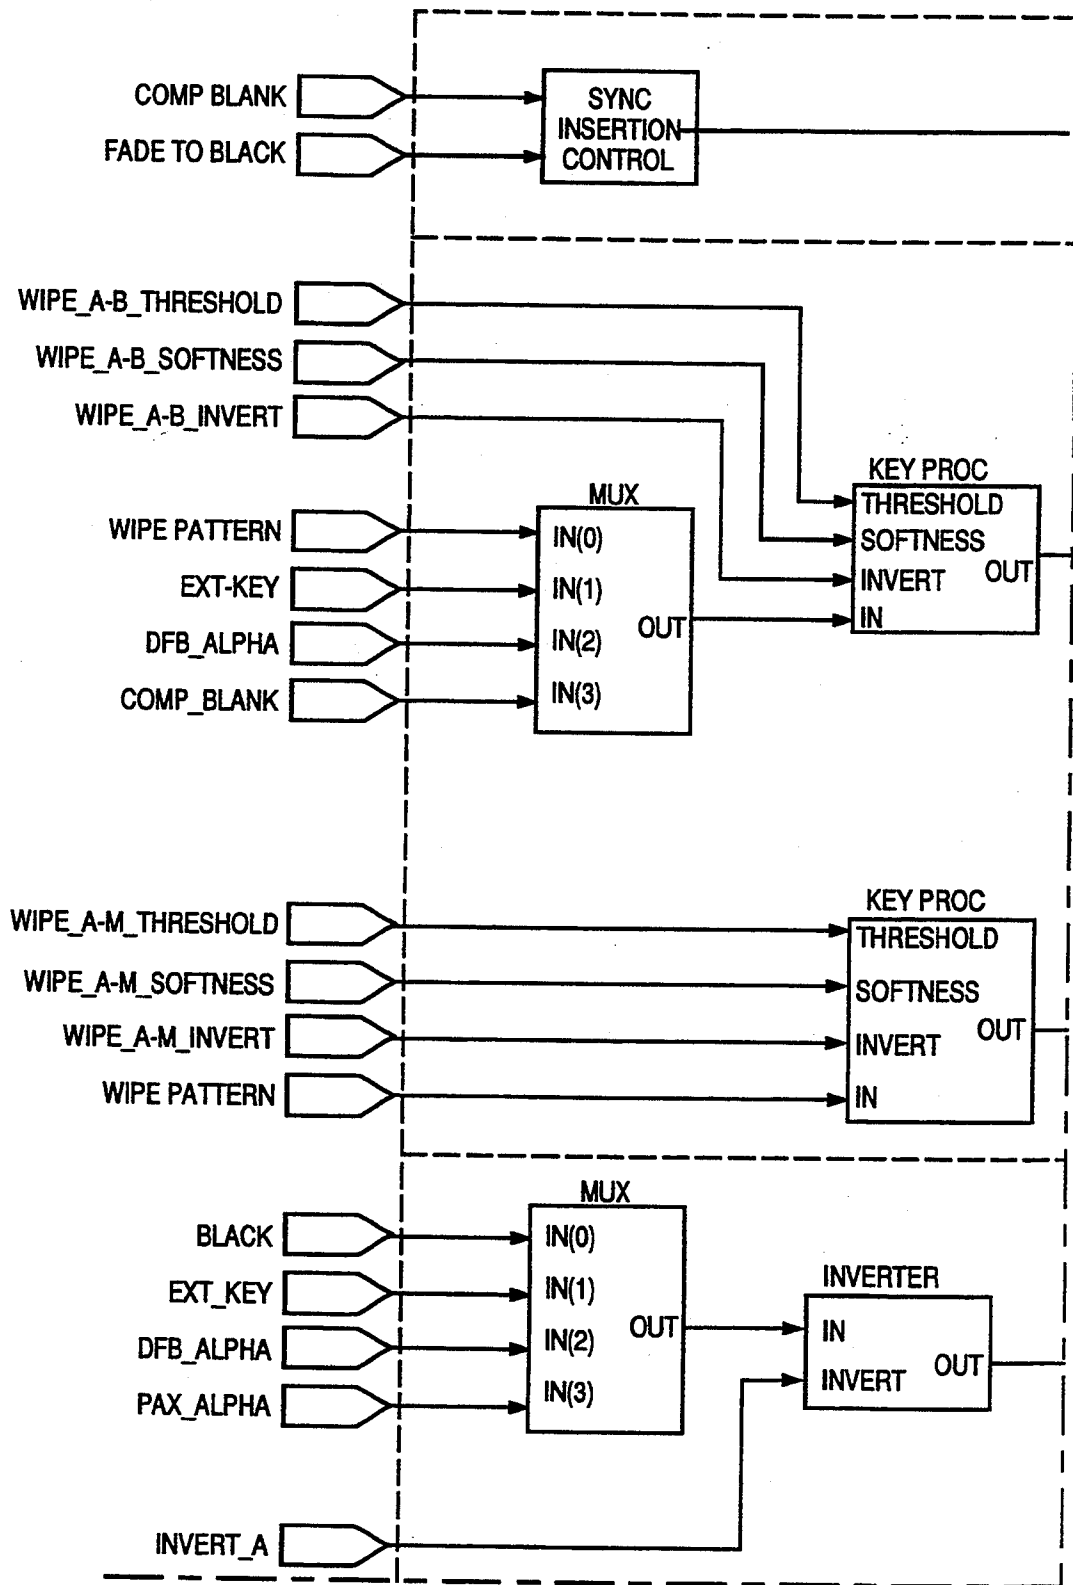 COMP BLANK
FADE TO BLACK
SYNC
INSERTION
CONTROL
WIPE_A-B_THRESHOLD
WIPE_A-B_SOFTNESS
WIPE_A-B_INVERT
WIPE PATTERN
EXT-KEY
DFB_ALPHA
COMP_BLANK
MUX
IN(0)
IN(1)
IN(2)
IN(3)
OUT
KEY PROC
THRESHOLD
SOFTNESS
INVERT
IN
OUT
WIPE_A-M_THRESHOLD
WIPE_A-M_SOFTNESS
WIPE_A-M_INVERT
WIPE PATTERN
KEY PROC
THRESHOLD
SOFTNESS
INVERT
IN
OUT
BLACK
EXT_KEY
DFB_ALPHA
PAX_ALPHA
INVERT_A
MUX
IN(0)
IN(1)
IN(2)
IN(3)
OUT
INVERTER
IN
INVERT
OUT